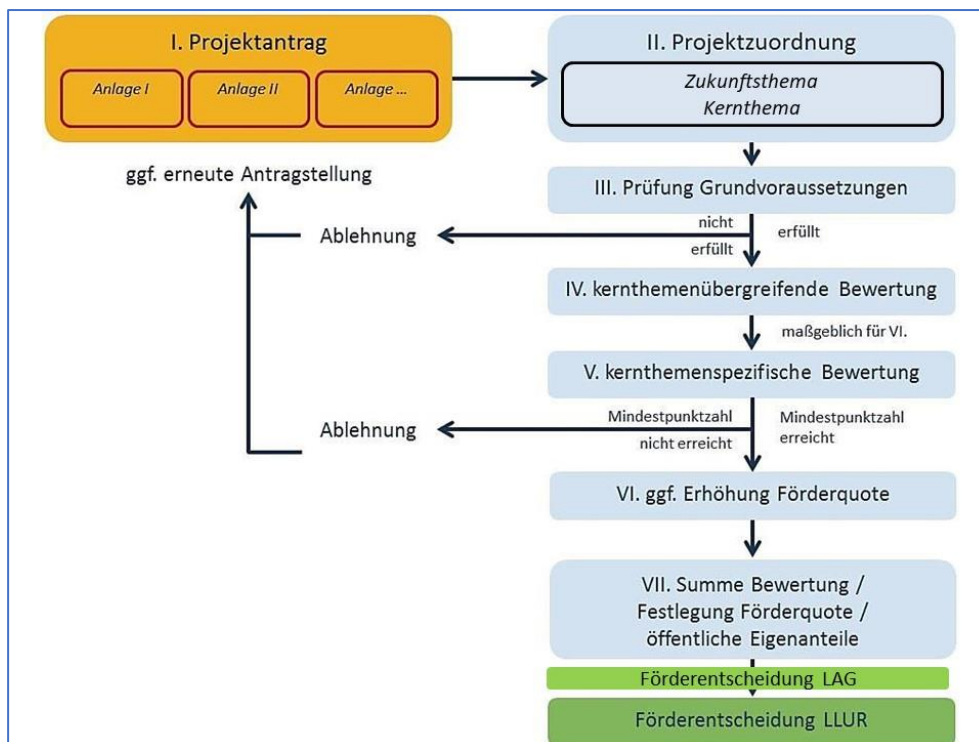 I. Projektantrag
Anlage I
Anlage II
Anlage ...
II. Projektzuordnung
Zukunftsthema
Kernthema
ggf. erneute Antragstellung
III. Prüfung Grundvoraussetzungen
nicht
erfüllt
erfüllt
Ablehnung
IV. kernthemenübergreifende Bewertung
maßgeblich für VI.
V. kernthemenspezifische Bewertung
Mindestpunktzahl
nicht erreicht
Mindestpunktzahl
erreicht
Ablehnung
VI. ggf. Erhöhung Förderquote
VII. Summe Bewertung /
Festlegung Förderquote /
öffentliche Eigenanteile
Förderentscheidung LAG
Förderentscheidung LLUR